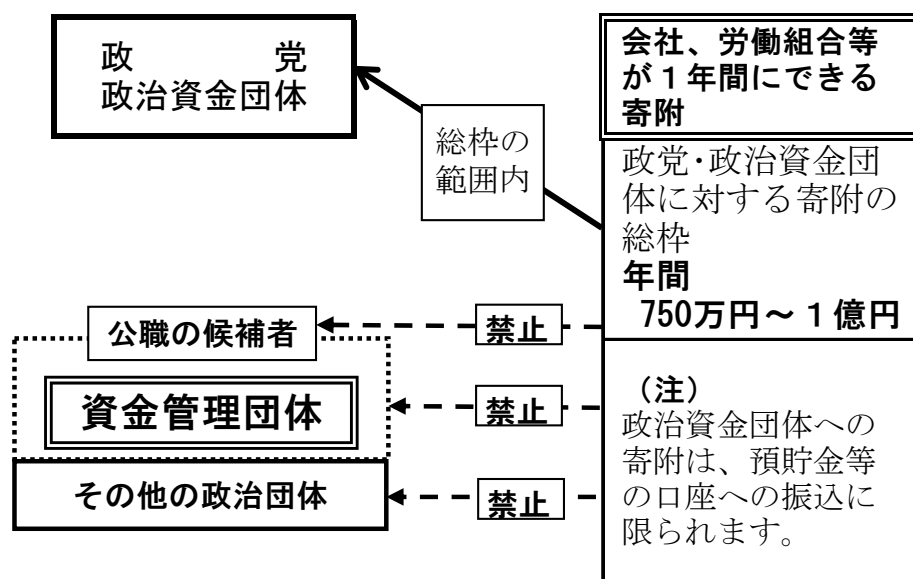 政　　　党
政治資金団体
総枠の
範囲内
会社、労働組合等
が１年間にできる
寄附
政党･政治資金団
体に対する寄附の
総枠
年間
750万円～１億円
公職の候補者
禁止
資金管理団体
禁止
その他の政治団体
禁止
（注）
政治資金団体への
寄附は、預貯金等
の口座への振込に
限られます。